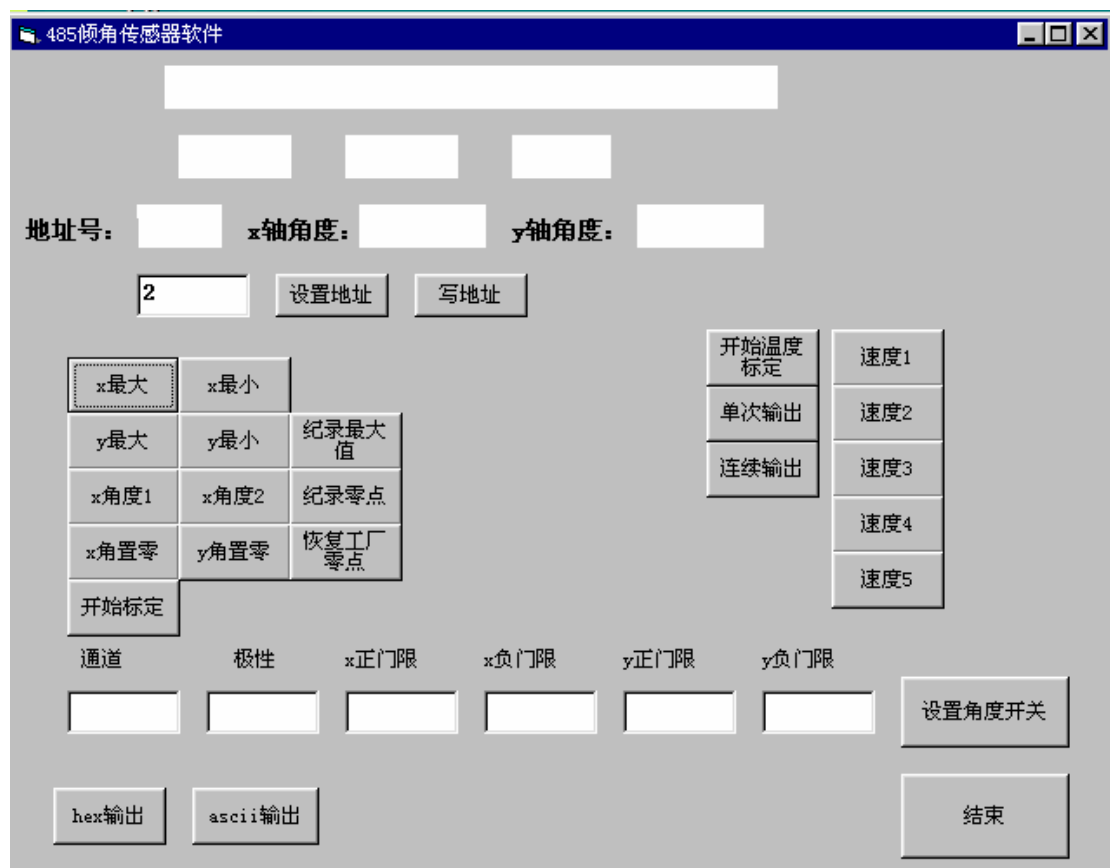 485倾角传感器软件
地址号： x轴角度： y轴角度：
2 设置地址 写地址
x最大 x最小
y最大 y最小 纪录最大
值
x角度1 x角度2 纪录零点
x角置零 y角置零 恢复工厂
零点
开始标定
开始温度
标定
单次输出
连续输出
速度1
速度2
速度3
速度4
速度5
通道 极性 x正门限 x负门限 y正门限 y负门限
设置角度开关
hex输出 ascii输出 结束